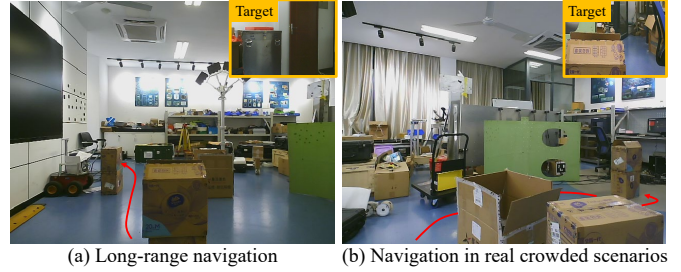 Target
Target
(a) Long-range navigation
(b) Navigation in real crowded scenarios